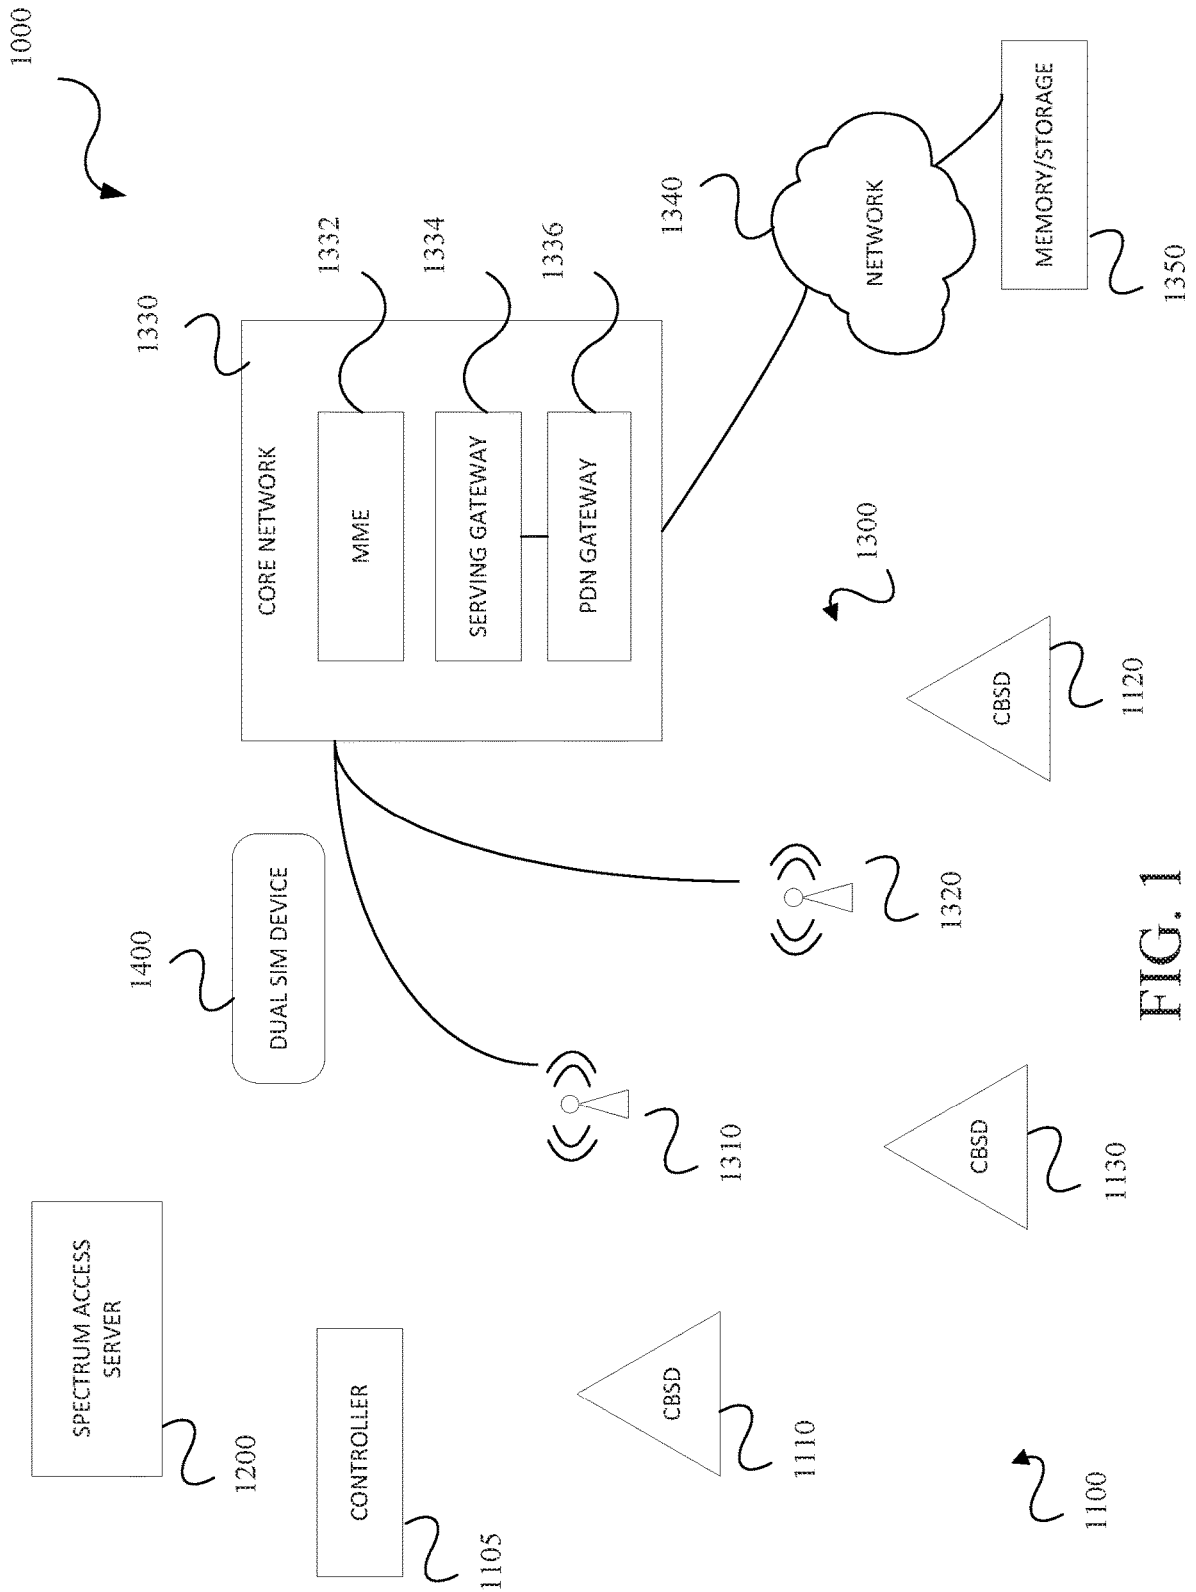 1000
SPECTRUM ACCESS
SERVER
1200
CONTROLLER
1105
CBSD
1110
1100
DUAL SIM DEVICE
1400
1310
1320
CBSD
1130
CBSD
1120
1300
CORE NETWORK
1330
MME
1332
SERVING GATEWAY
1334
PDN GATEWAY
1336
NETWORK
1340
MEMORY/STORAGE
1350
FIG. 1